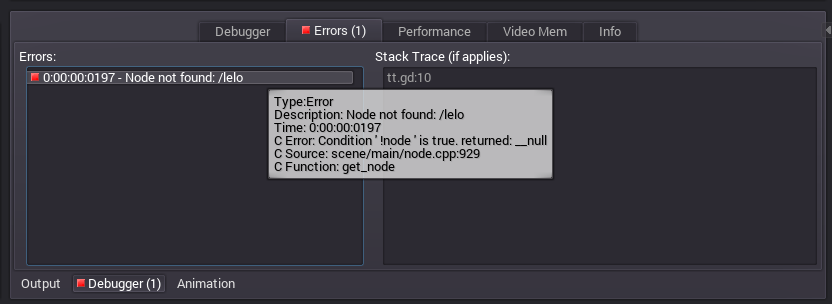 Debugger Errors (1) Performance Video Mem Info
Errors: Stack Trace (if applies):
0:00:00:0197 - Node not found: /lelo tt.gd:10
Type:Error
Description: Node not found: /lelo
Time: 0:00:00:0197
C Error: Condition ' !node ' is true. returned: __null
C Source: scene/main/node.cpp:929
C Function: get_node
Output Debugger (1) Animation